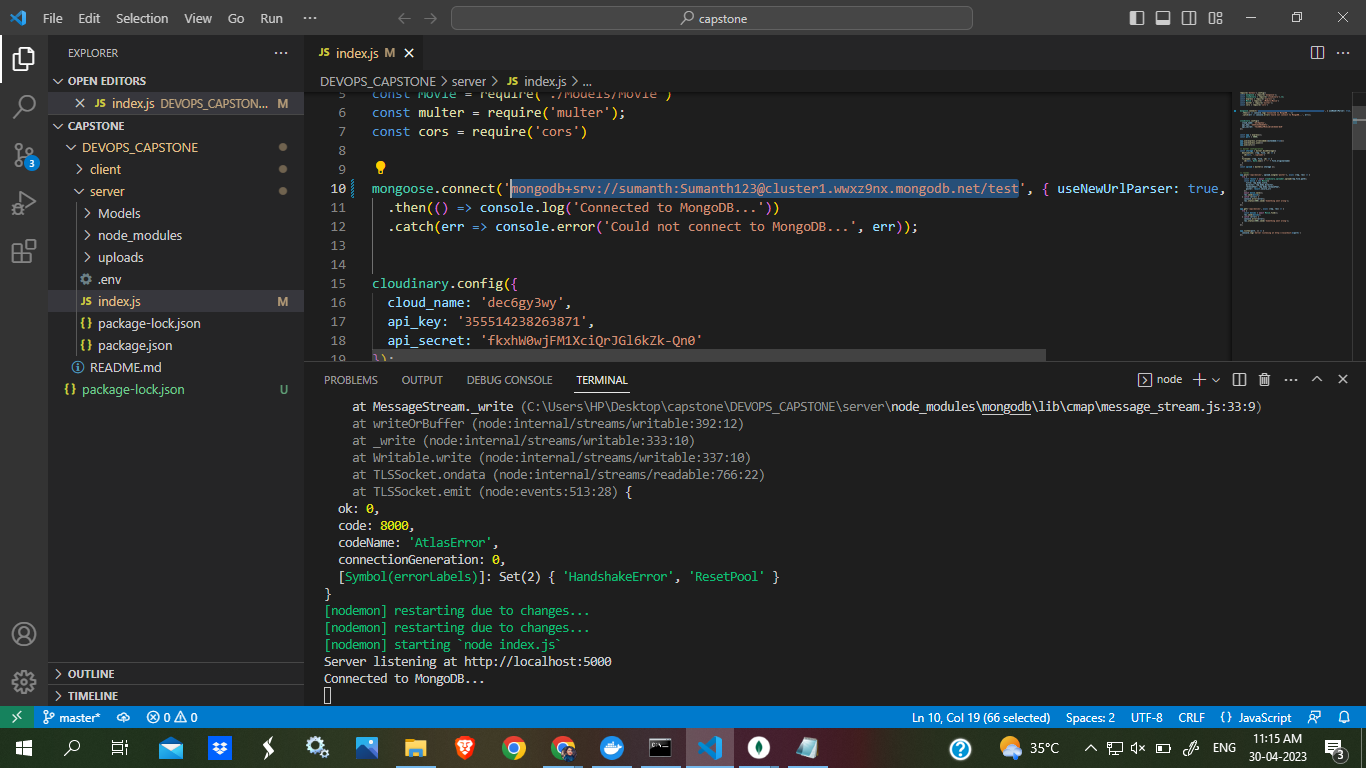 File Edit Selection View Go Run ···
capstone
EXPLORER
OPEN EDITORS
JS index.js DEVOPS_CAPSTON... M
CAPSTONE
DEVOPS_CAPSTONE
client
server
Models
node_modules
uploads
.env
JS index.js M
{} package-lock.json
{} package.json
README.md
{} package-lock.json U
OUTLINE
TIMELINE
3
JS index.js M
DEVOPS_CAPSTONE > server > JS index.js > ...
5 const Movie = require('./Models/Movie')
6 const multer = require('multer');
7 const cors = require('cors')
8
9
10 mongoose.connect('mongodb+srv://sumanth:Sumanth123@cluster1.wwxz9nx.mongodb.net/test', { useNewUrlParser: true,
11 .then(() => console.log('Connected to MongoDB...'))
12 .catch(err => console.error('Could not connect to MongoDB...', err));
13
14
15 cloudinary.config({
16 cloud_name: 'dec6gy3wy',
17 api_key: '355514238263871',
18 api_secret: 'fkxhW0wjFM1XciQrJGl6kZk-Qn0'
19 });
PROBLEMS OUTPUT DEBUG CONSOLE TERMINAL
node
at MessageStream._write (C:\Users\HP\Desktop\capstone\DEVOPS_CAPSTONE\server\node_modules\mongodb\lib\cmap\message_stream.js:33:9)
at writeOrBuffer (node:internal/streams/writable:392:12)
at _write (node:internal/streams/writable:333:10)
at Writable.write (node:internal/streams/writable:337:10)
at TLSSocket.ondata (node:internal/streams/readable:766:22)
at TLSSocket.emit (node:events:513:28) {
ok: 0,
code: 8000,
codeName: 'AtlasError',
connectionGeneration: 0,
[Symbol(errorLabels)]: Set(2) { 'HandshakeError', 'ResetPool' }
}
[nodemon] restarting due to changes...
[nodemon] restarting due to changes...
[nodemon] starting `node index.js`
Server listening at http://localhost:5000
Connected to MongoDB...
master* 0 0
Ln 10, Col 19 (66 selected) Spaces: 2 UTF-8 CRLF {} JavaScript
35°C ENG 11:15 AM
30-04-2023 3